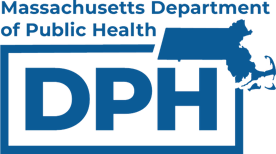 Massachusetts Department
of Public Health
DPH